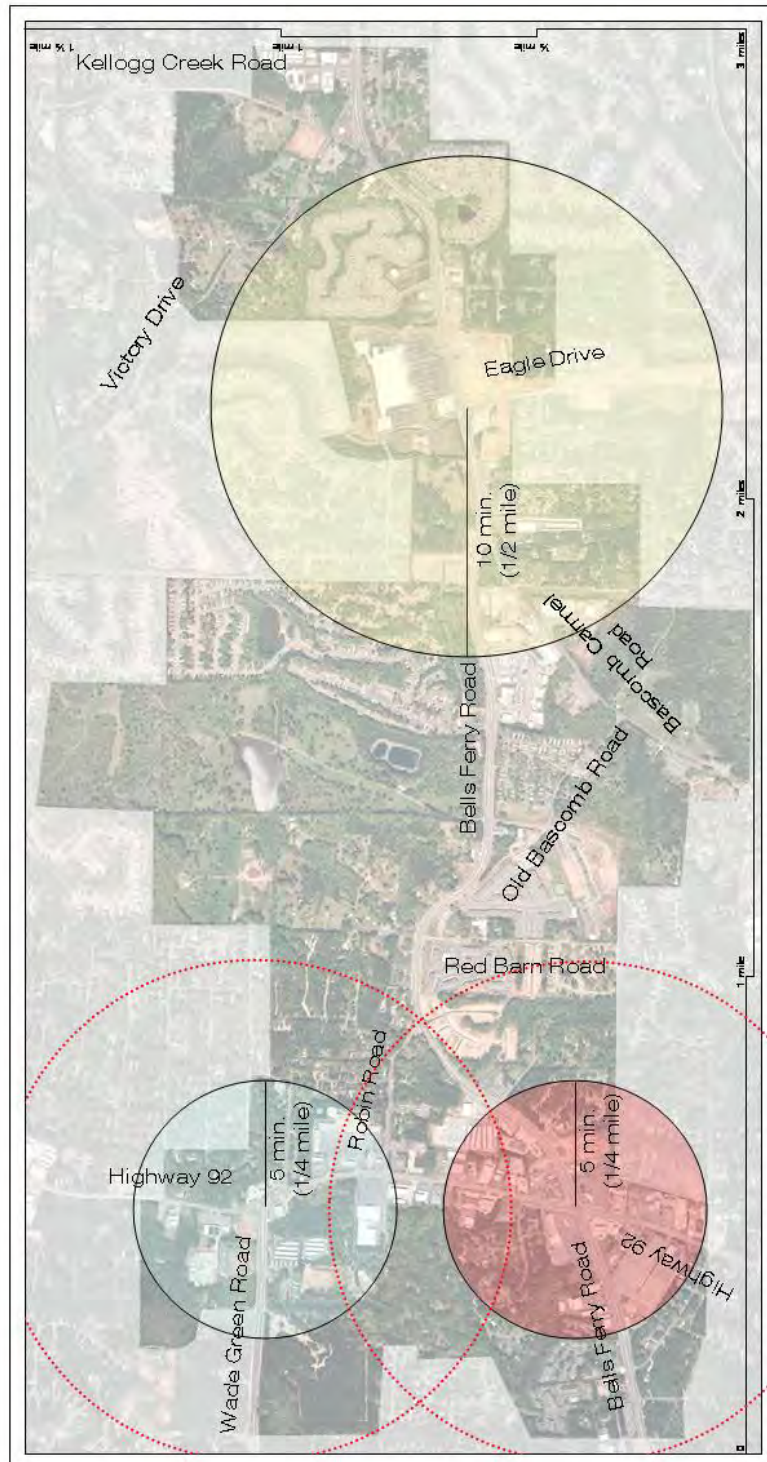 1 ½ mile
1 mile
½ mile
3 miles
Kellogg Creek Road
Victory Drive
Eagle Drive
10 min.
(1/2 mile)
2 miles
Bascomb Carmel
Road
Bells Ferry Road
Old Bascomb Road
Red Barn Road
1 mile
Robin Road
Highway 92
5 min.
(1/4 mile)
5 min.
(1/4 mile)
Highway 92
Wade Green Road
Bells Ferry Road
0